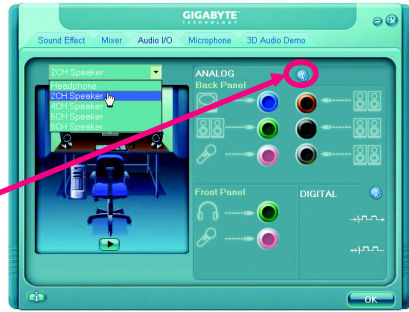 GIGABYTE
TECHNOLOGY
Sound Effect
Mixer
Audio I/O
Microphone
3D Audio Demo
2CH Speaker
Headphone
2CH Speaker
4CH Speaker
6CH Speaker
8CH Speaker
ANALOG
Back Panel
Front Panel
DIGITAL
OK